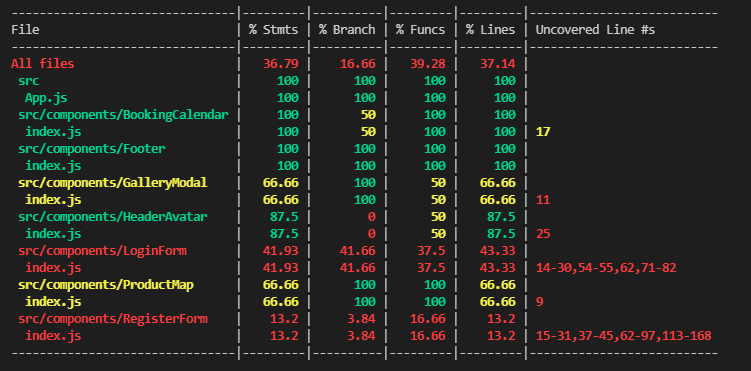 -------------------------------|---------|----------|---------|---------|---------------------------
File                           | % Stmts | % Branch | % Funcs | % Lines | Uncovered Line #s
-------------------------------|---------|----------|---------|---------|---------------------------
All files                      |   36.79 |    16.66 |   39.28 |   37.14 |
 src                           |     100 |      100 |     100 |     100 |
  App.js                       |     100 |      100 |     100 |     100 |
 src/components/BookingCalendar |     100 |       50 |     100 |     100 |
  index.js                     |     100 |       50 |     100 |     100 | 17
 src/components/Footer         |     100 |      100 |     100 |     100 |
  index.js                     |     100 |      100 |     100 |     100 |
 src/components/GalleryModal   |   66.66 |      100 |      50 |   66.66 |
  index.js                     |   66.66 |      100 |      50 |   66.66 | 11
 src/components/HeaderAvatar   |    87.5 |        0 |      50 |    87.5 |
  index.js                     |    87.5 |        0 |      50 |    87.5 | 25
 src/components/LoginForm      |   41.93 |    41.66 |    37.5 |   43.33 |
  index.js                     |   41.93 |    41.66 |    37.5 |   43.33 | 14-30,54-55,62,71-82
 src/components/ProductMap     |   66.66 |      100 |     100 |   66.66 |
  index.js                     |   66.66 |      100 |     100 |   66.66 | 9
 src/components/RegisterForm   |    13.2 |     3.84 |   16.66 |    13.2 |
  index.js                     |    13.2 |     3.84 |   16.66 |    13.2 | 15-31,37-45,62-97,113-168
-------------------------------|---------|----------|---------|---------|---------------------------